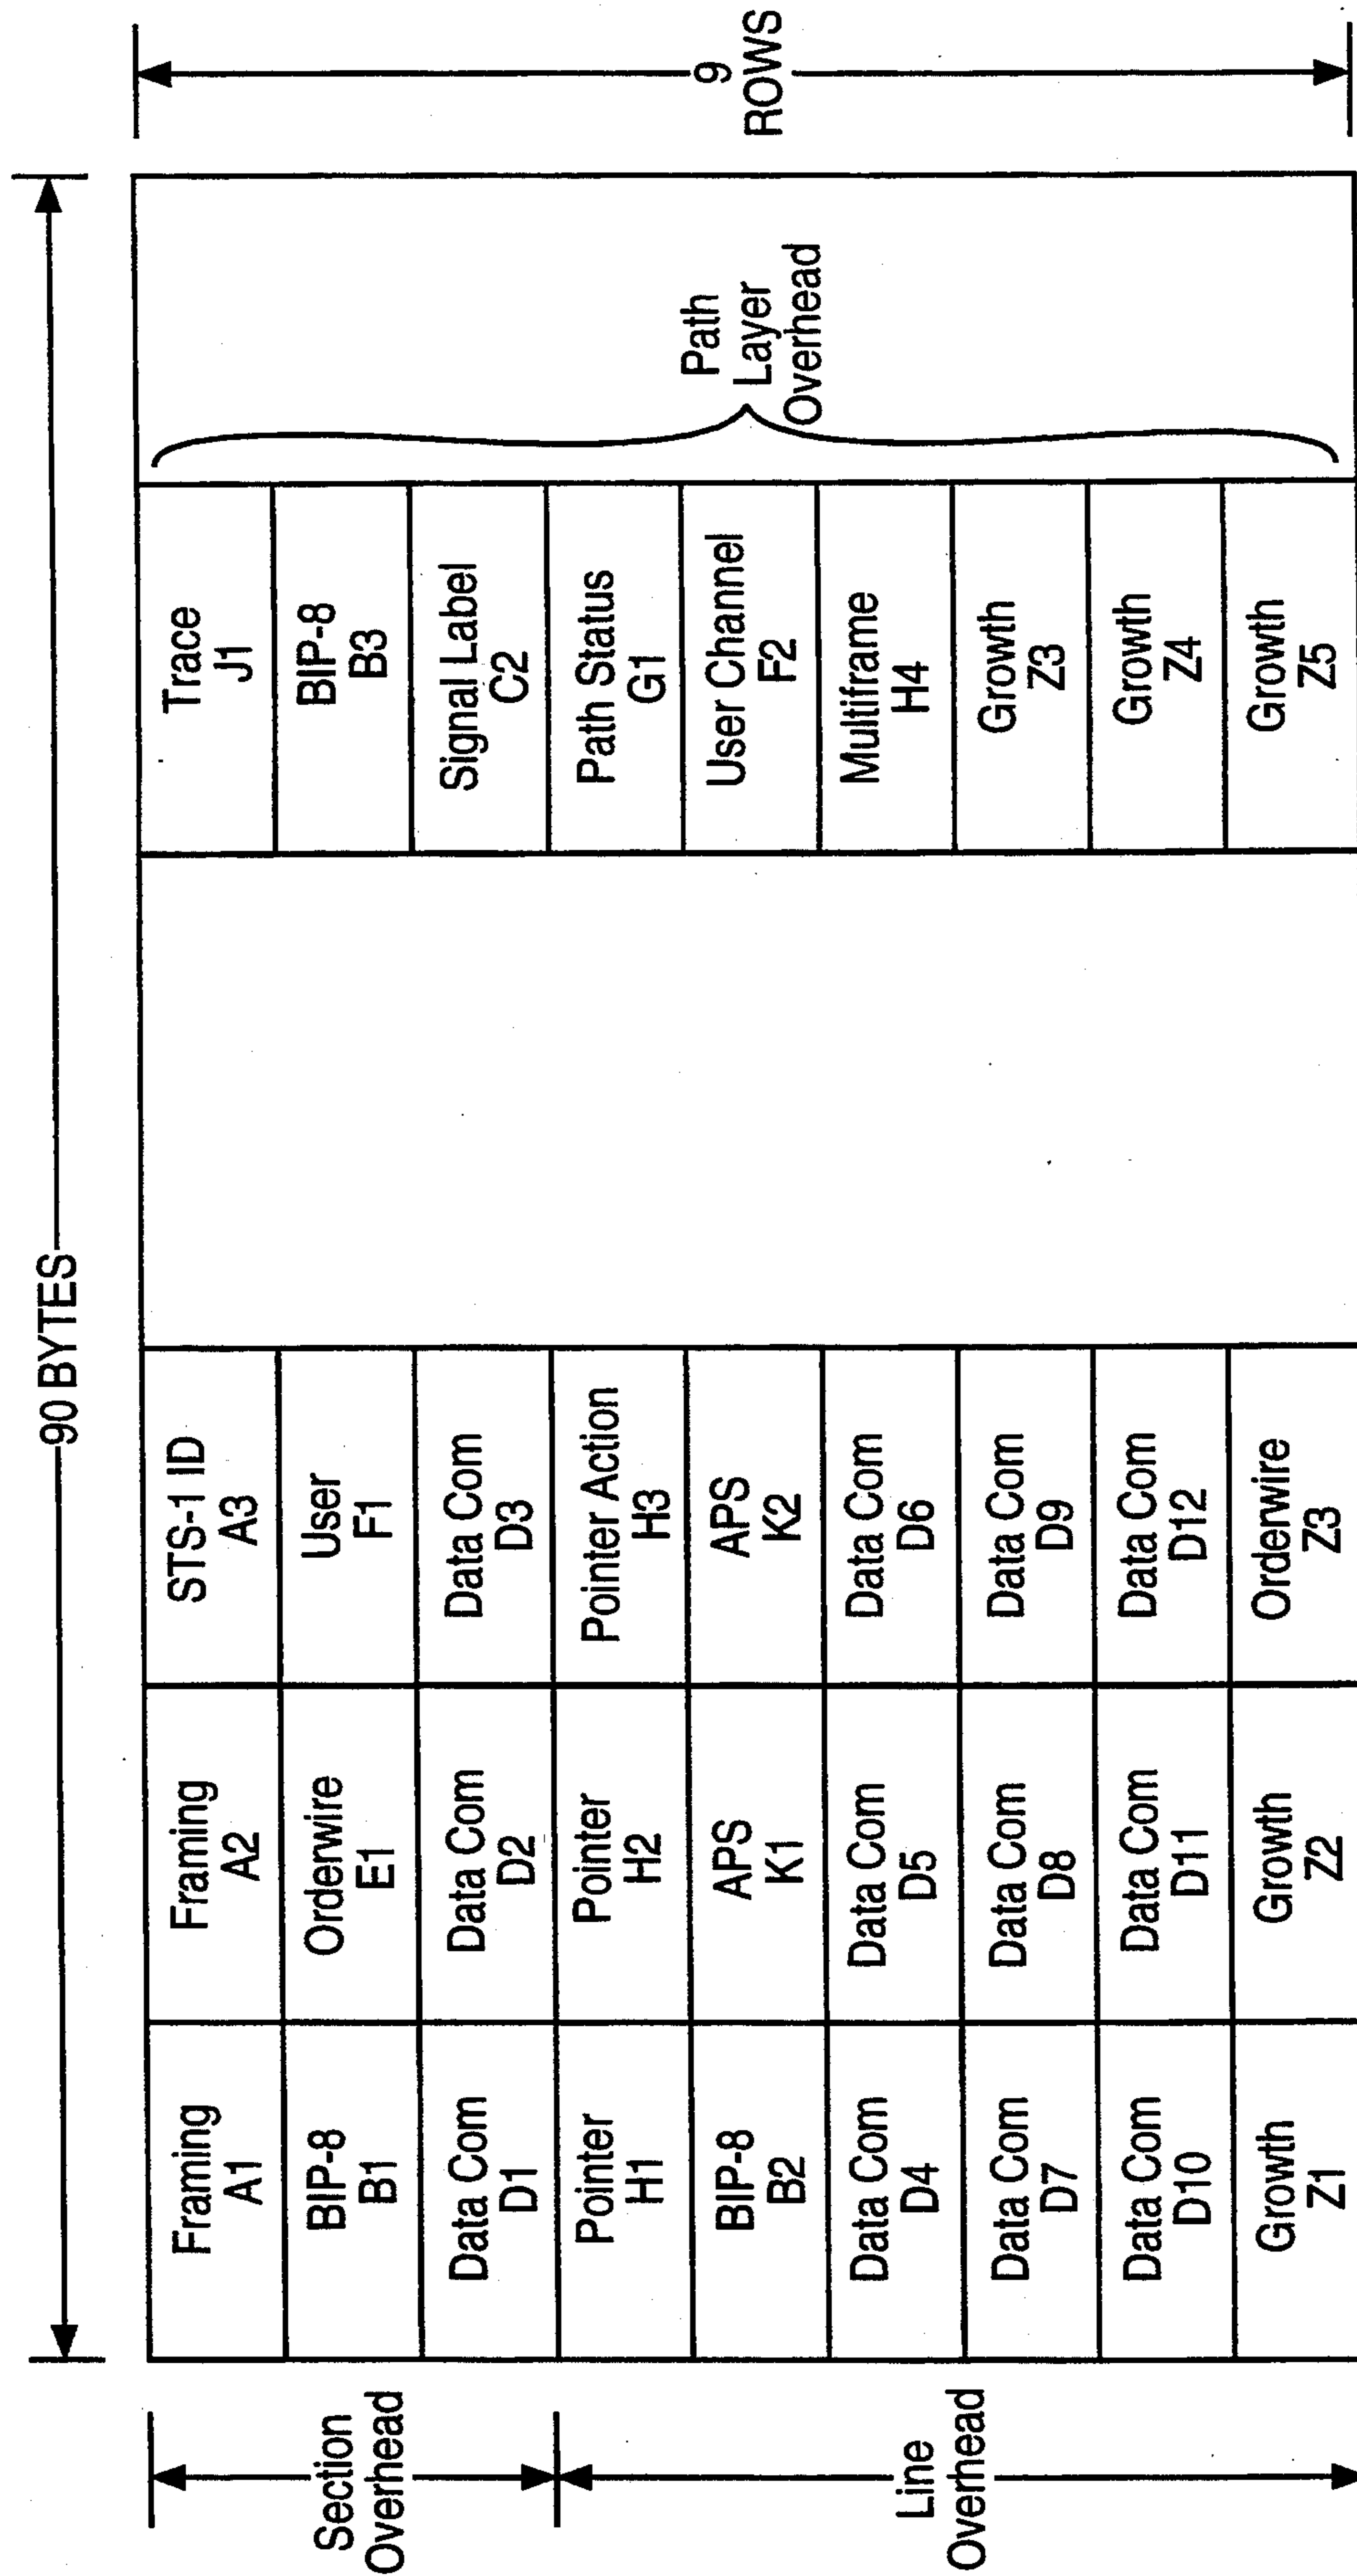 90 BYTES
9
ROWS
Section
Overhead
Line
Overhead
Framing
A1
Framing
A2
STS-1 ID
A3
BIP-8
B1
Orderwire
E1
User
F1
Data Com
D1
Data Com
D2
Data Com
D3
Pointer
H1
Pointer
H2
Pointer Action
H3
BIP-8
B2
APS
K1
APS
K2
Data Com
D4
Data Com
D5
Data Com
D6
Data Com
D7
Data Com
D8
Data Com
D9
Data Com
D10
Data Com
D11
Data Com
D12
Growth
Z1
Growth
Z2
Orderwire
Z3
Trace
J1
BIP-8
B3
Signal Label
C2
Path Status
G1
User Channel
F2
Multiframe
H4
Growth
Z3
Growth
Z4
Growth
Z5
Path
Layer
Overhead